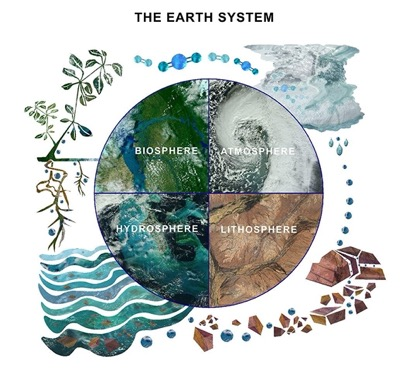 THE EARTH SYSTEM
BIOSPHERE
ATMOSPHERE
HYDROSPHERE
LITHOSPHERE